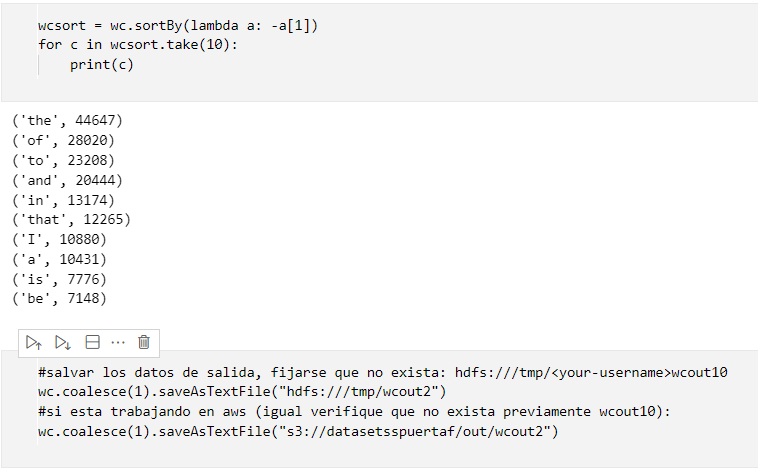 wcsort = wc.sortBy(lambda a: -a[1])
for c in wcsort.take(10):
    print(c)
('the', 44647)
('of', 28020)
('to', 23208)
('and', 20444)
('in', 13174)
('that', 12265)
('I', 10880)
('a', 10431)
('is', 7776)
('be', 7148)
#salvar los datos de salida, fijarse que no exista: hdfs:///tmp/<your-username>wcout10
wc.coalesce(1).saveAsTextFile("hdfs:///tmp/wcout2")
#si esta trabajando en aws (igual verifique que no exista previamente wcout10):
wc.coalesce(1).saveAsTextFile("s3://datasetsspuertaf/out/wcout2")